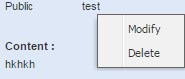 Public test
Modify
Content :
Delete
hkhkh